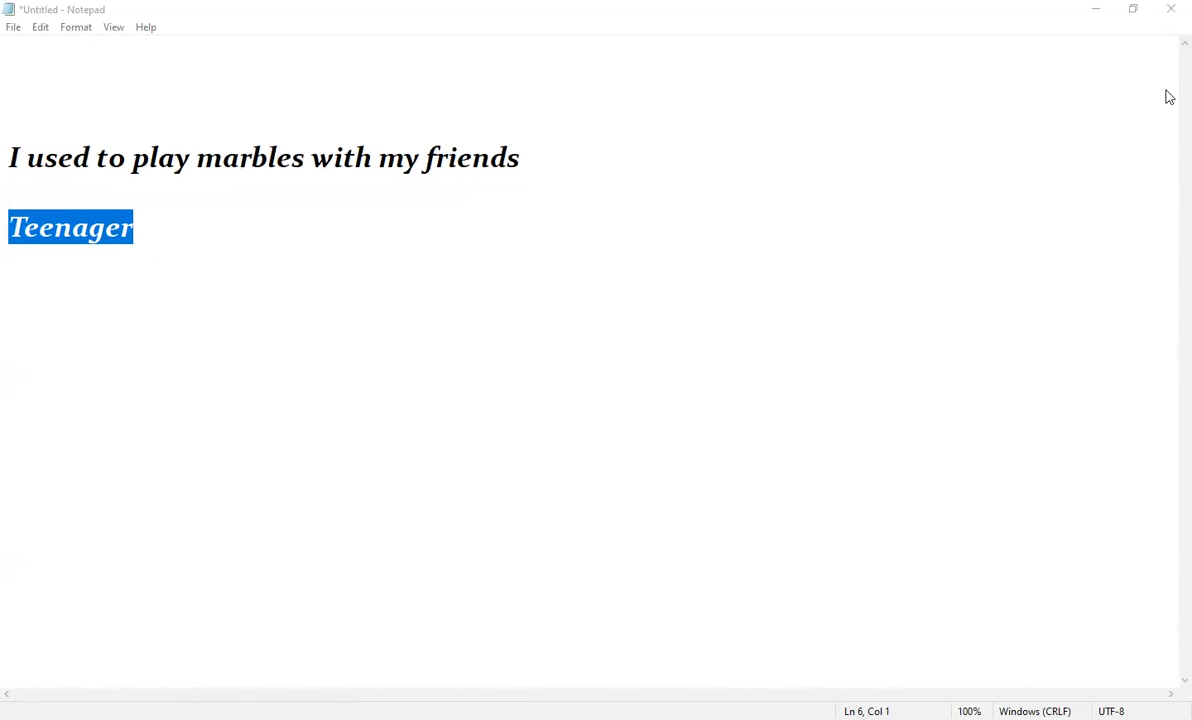 *Untitled - Notepad
File Edit Format View Help
I used to play marbles with my friends
Teenager
Ln 6, Col 1 100% Windows (CRLF) UTF-8